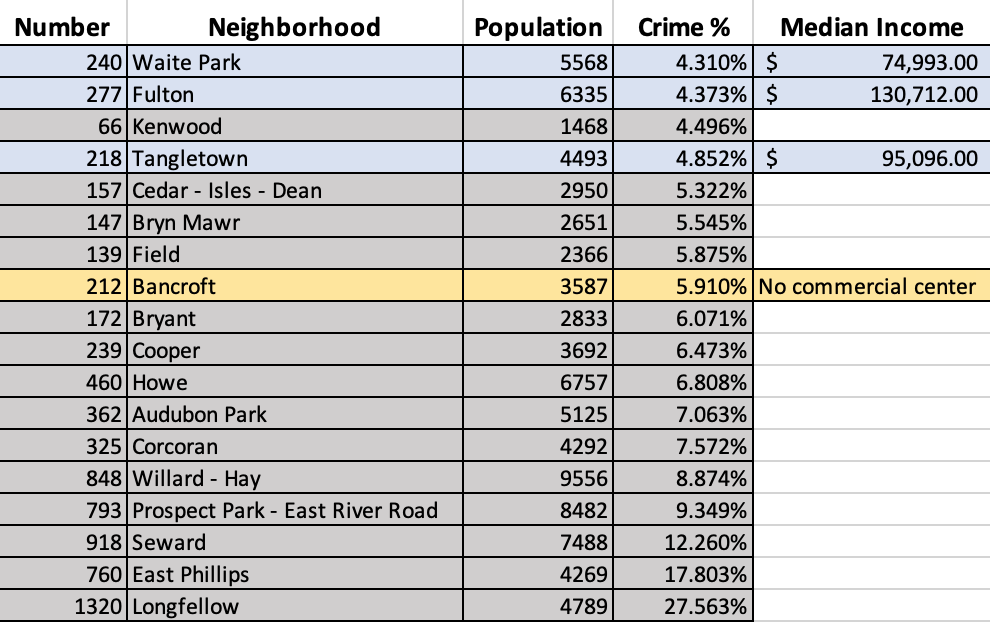 Number Neighborhood Population Crime % Median Income
240 Waite Park 5568 4.310% $ 74,993.00
277 Fulton 6335 4.373% $ 130,712.00
66 Kenwood 1468 4.496%
218 Tangletown 4493 4.852% $ 95,096.00
157 Cedar - Isles - Dean 2950 5.322%
147 Bryn Mawr 2651 5.545%
139 Field 2366 5.875%
212 Bancroft 3587 5.910% No commercial center
172 Bryant 2833 6.071%
239 Cooper 3692 6.473%
460 Howe 6757 6.808%
362 Audubon Park 5125 7.063%
325 Corcoran 4292 7.572%
848 Willard - Hay 9556 8.874%
793 Prospect Park - East River Road 8482 9.349%
918 Seward 7488 12.260%
760 East Phillips 4269 17.803%
1320 Longfellow 4789 27.563%